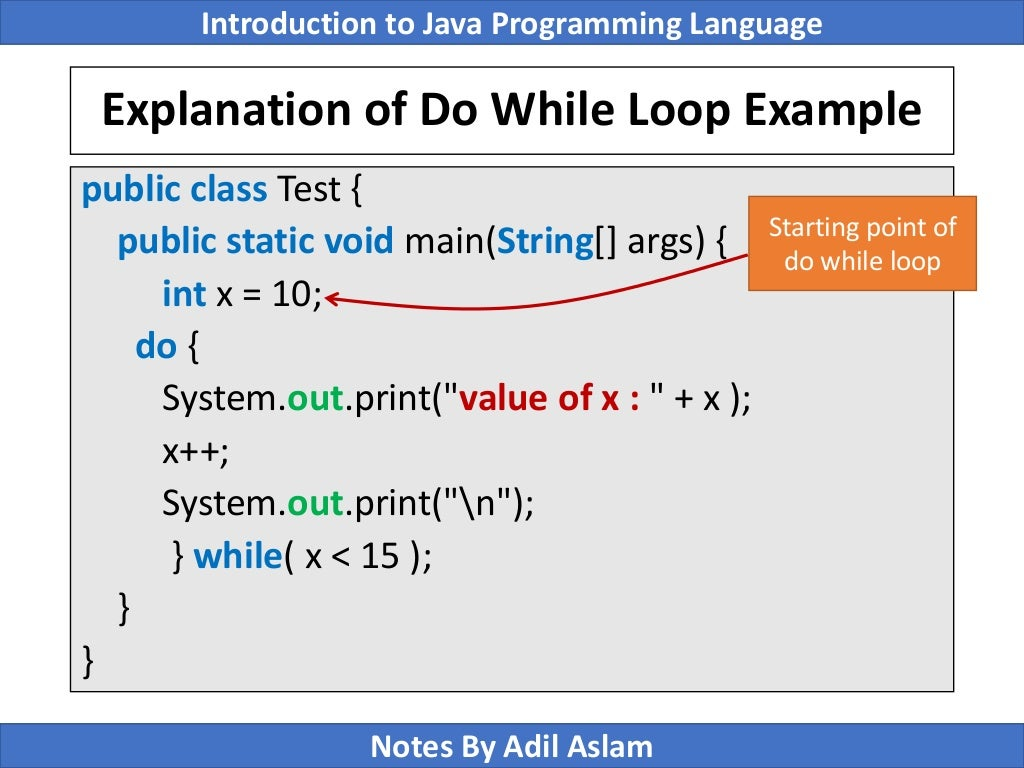 Introduction to Java Programming Language
Explanation of Do While Loop Example
public class Test {
public static void main(String[] args) {
int x = 10;
do {
System.out.print("value of x : " + x );
x++;
System.out.print("\n");
} while( x < 15 );
}
}
Starting point of
do while loop
Notes By Adil Aslam